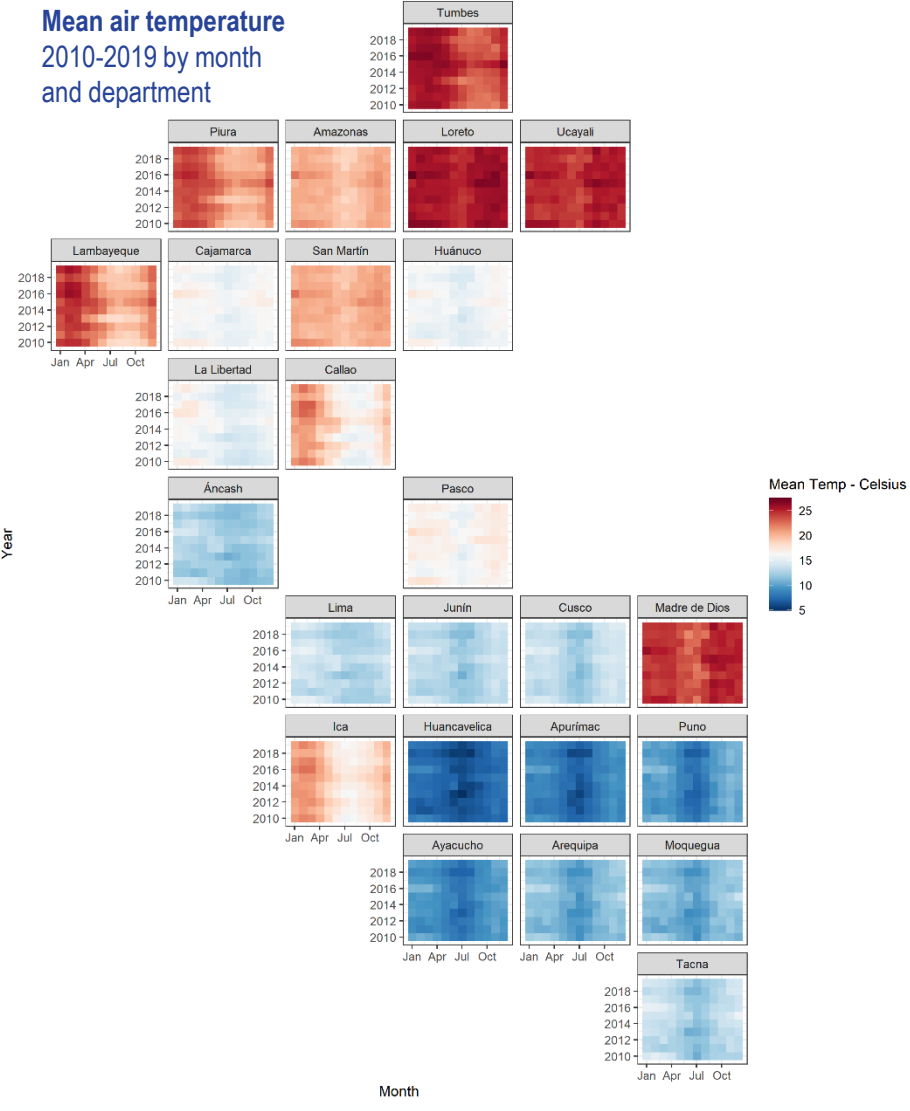 Mean air temperature
2010-2019 by month
and department
Tumbes
2018
2016
2014
2012
2010
Piura Amazonas Loreto Ucayali
2018
2016
2014
2012
2010
Lambayeque Cajamarca San Martín Huánuco
2018
2016
2014
2012
2010
Jan Apr Jul Oct
La Libertad Callao
2018
2016
2014
2012
2010
Áncash Pasco
2018
2016
2014
2012
2010
Jan Apr Jul Oct
Year
Mean Temp - Celsius
25
20
15
10
5
Lima Junín Cusco Madre de Dios
2018
2016
2014
2012
2010
Ica Huancavelica Apurímac Puno
2018
2016
2014
2012
2010
Jan Apr Jul Oct
Ayacucho Arequipa Moquegua
2018
2016
2014
2012
2010
Jan Apr Jul Oct Jan Apr Jul Oct
Tacna
2018
2016
2014
2012
2010
Jan Apr Jul Oct
Month